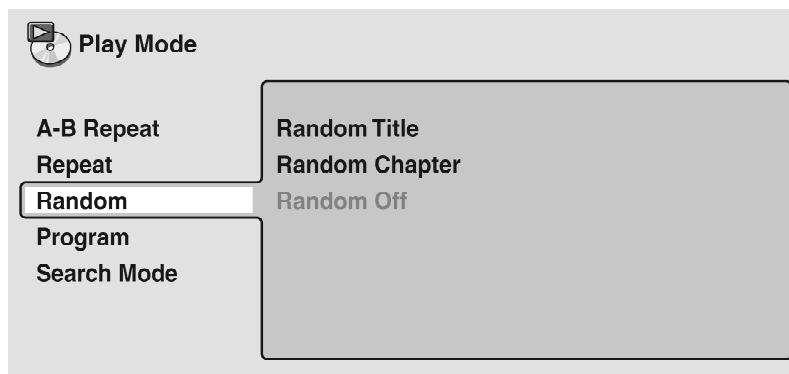 Play Mode
A-B Repeat
Repeat
Random
Program
Search Mode
Random Title
Random Chapter
Random Off